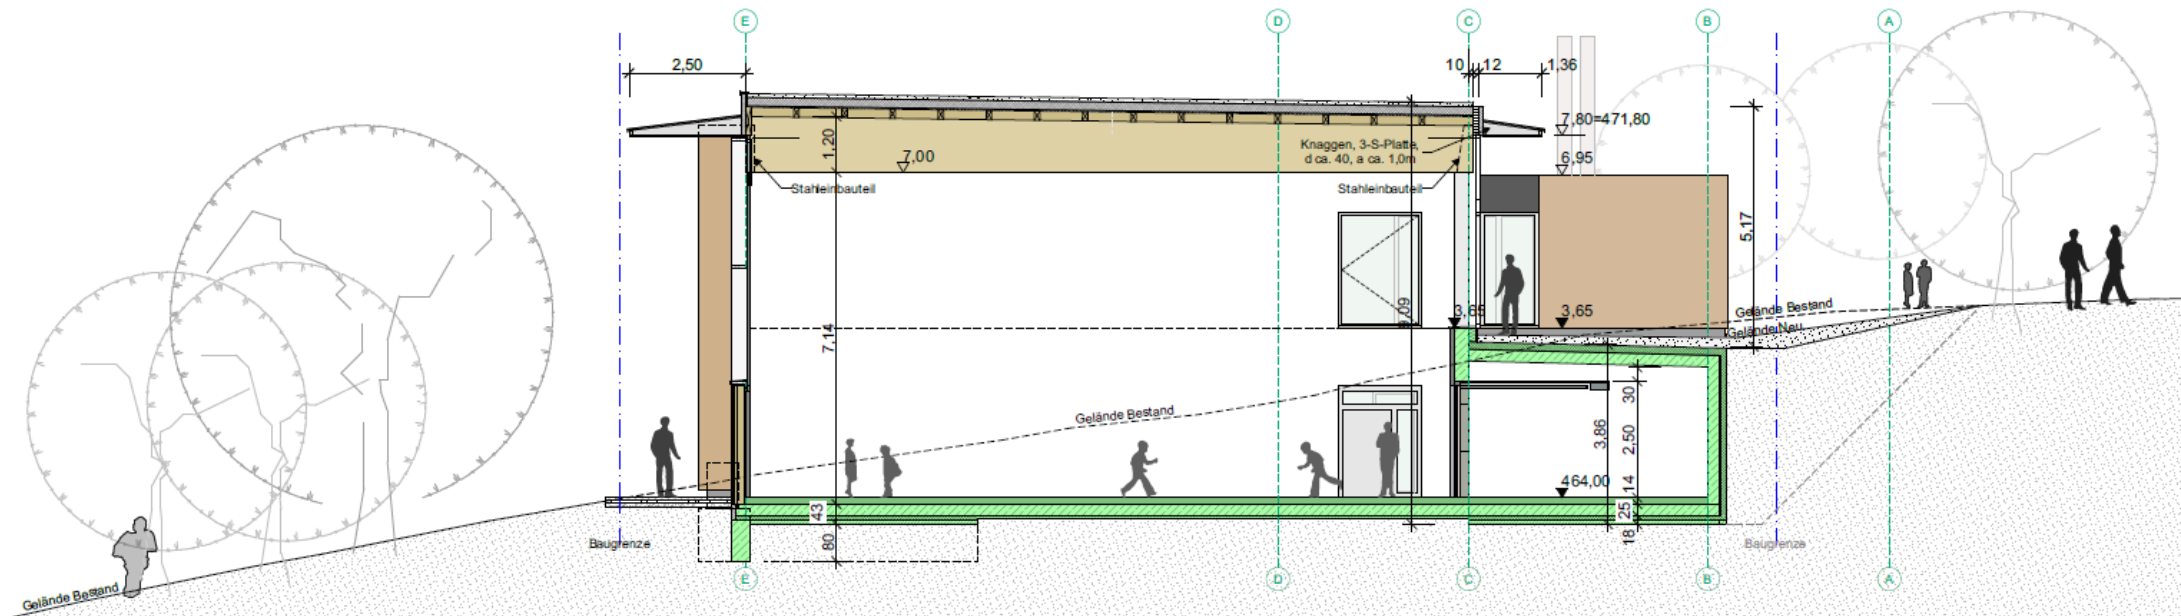 E
D
C
B
A
2,50
10
12
1,36
7,80=471,80
1,20
7,00
Knaggen, 3-S-Platte,
d ca. 40, a ca. 1,0m
6,95
Stahleinbauteil
Stahleinbauteil
5,17
9,09
3,65
3,65
Gelände Bestand
Gelände Neu
7,14
Gelände Bestand
30
3,86
2,50
464,00
14
43
25
80
18
Baugrenze
Baugrenze
E
D
C
B
A
Gelände Bestand